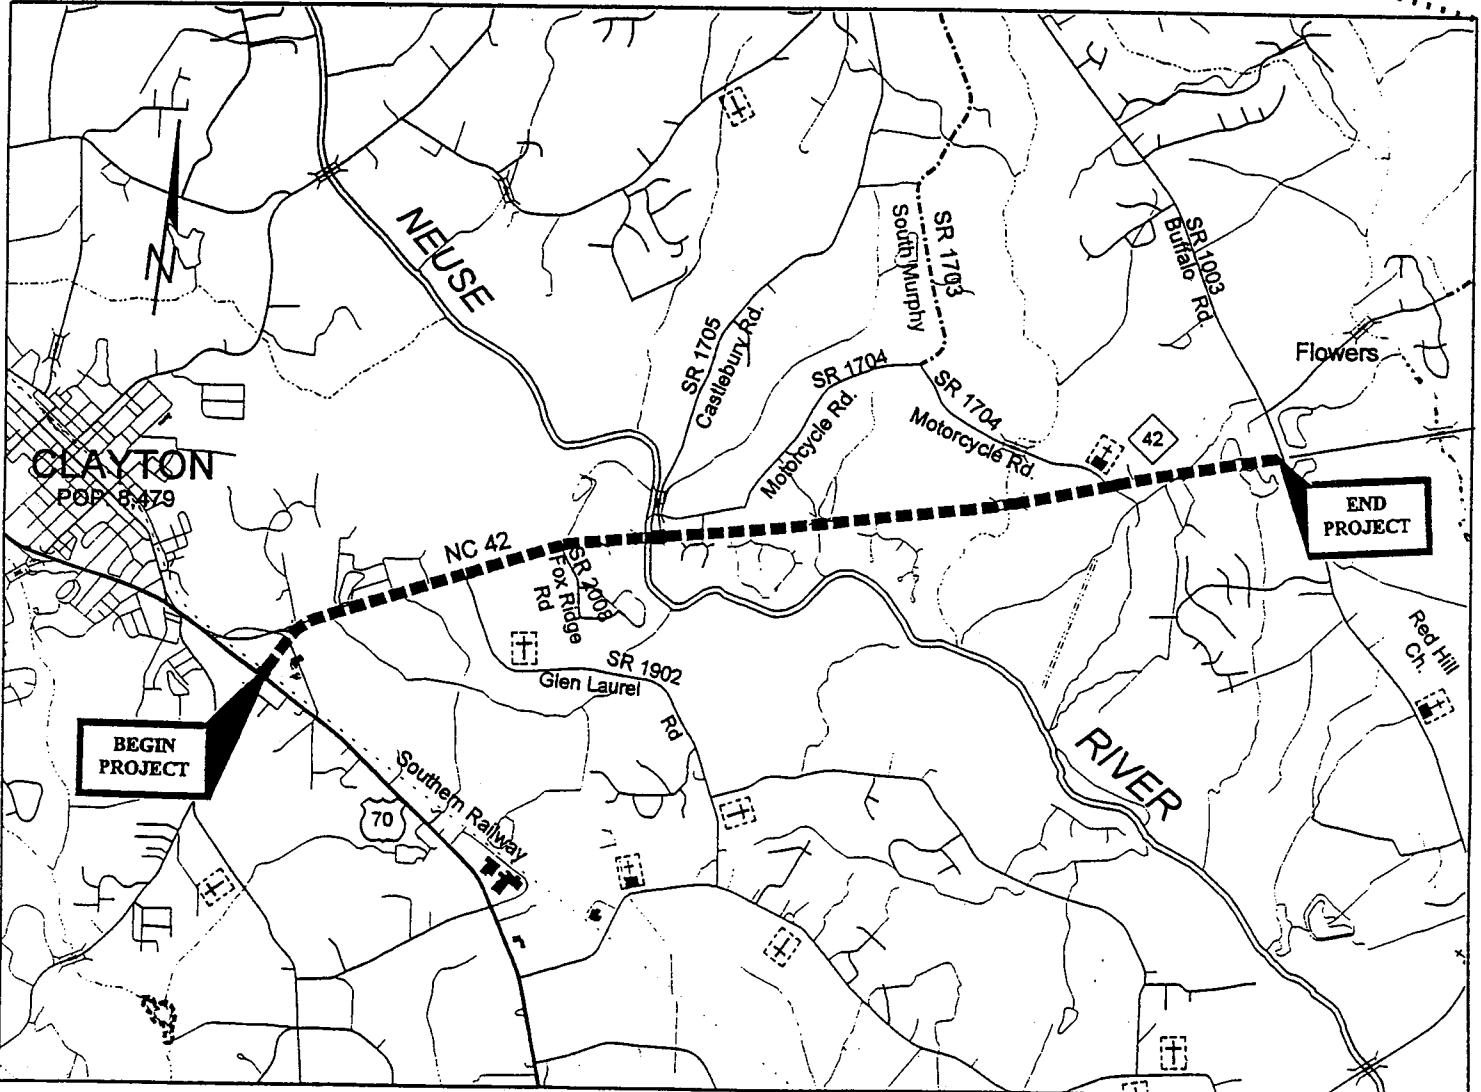 NEUSE
N
SR 1703
South Murphy
SR 1003
Buffalo Rd.
SR 1705
Castlebury Rd.
SR 1704
Motorcycle Rd.
SR 1704
Motorcycle Rd.
Flowers
42
CLAYTON
POP. 8,479
END
PROJECT
NC 42
SR 2008
Fox Ridge
Rd
SR 1902
Glen Laurel
Rd
Red Hill
Ch.
BEGIN
PROJECT
Southern Railway
70
RIVER